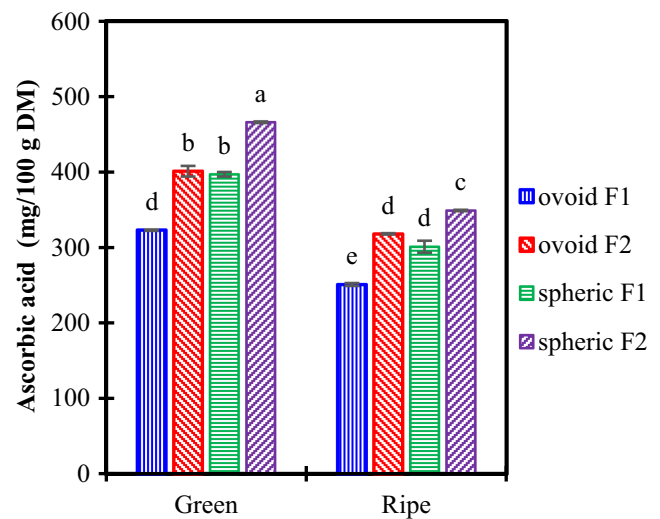 600
500
400
300
200
100
0
Ascorbic acid (mg/100 g DM)
d
b
b
a
e
d
d
c
Green
Ripe
ovoid F1
ovoid F2
spheric F1
spheric F2